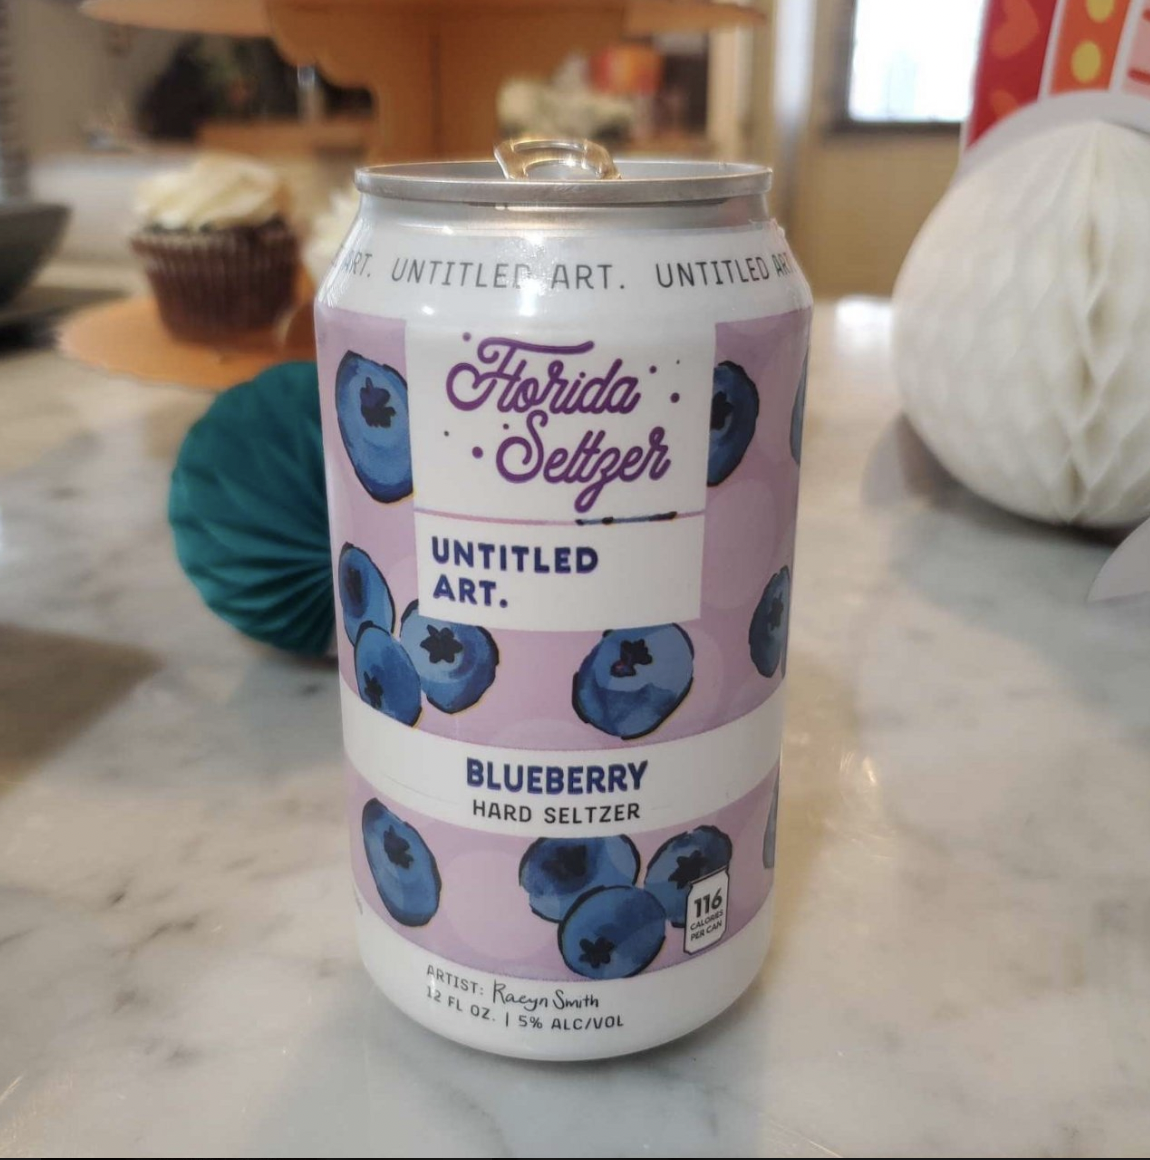 ART. UNTITLED ART. UNTITLED ART
Florida
Seltzer
UNTITLED
ART.
BLUEBERRY
HARD SELTZER
116
CALORIES
PER CAN
ARTIST: Raeyn Smith
12 FL OZ. | 5% ALC/VOL